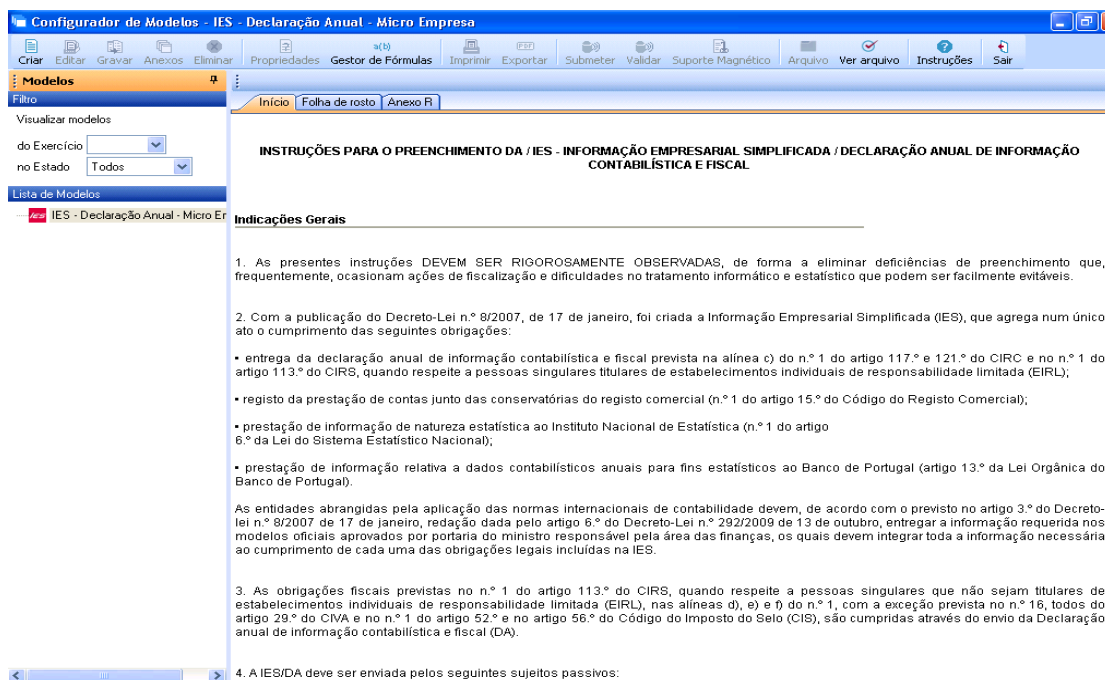 Configurador de Modelos - IES - Declaração Anual - Micro Empresa
Criar Editar Gravar Anexos Eliminar Propriedades Gestor de Fórmulas Imprimir Exportar Submeter Validar Suporte Magnético Arquivo Ver arquivo Instruções Sair
Modelos
Filtro
Visualizar modelos
do Exercício
no Estado Todos
Lista de Modelos
IES IES - Declaração Anual - Micro Er
Início Folha de rosto Anexo R
INSTRUÇÕES PARA O PREENCHIMENTO DA / IES - INFORMAÇÃO EMPRESARIAL SIMPLIFICADA / DECLARAÇÃO ANUAL DE INFORMAÇÃO
CONTABILÍSTICA E FISCAL
Indicações Gerais
1. As presentes instruções DEVEM SER RIGOROSAMENTE OBSERVADAS, de forma a eliminar deficiências de preenchimento que,
frequentemente, ocasionam ações de fiscalização e dificuldades no tratamento informático e estatístico que podem ser facilmente evitáveis.
2. Com a publicação do Decreto-Lei n.º 8/2007, de 17 de janeiro, foi criada a Informação Empresarial Simplificada (IES), que agrega num único
ato o cumprimento das seguintes obrigações:
• entrega da declaração anual de informação contabilística e fiscal prevista na alínea c) do n.º 1 do artigo 117.º e 121.º do CIRC e no n.º 1 do
artigo 113.º do CIRS, quando respeite a pessoas singulares titulares de estabelecimentos individuais de responsabilidade limitada (EIRL);
• registo da prestação de contas junto das conservatórias do registo comercial (n.º 1 do artigo 15.º do Código do Registo Comercial);
• prestação de informação de natureza estatística ao Instituto Nacional de Estatística (n.º 1 do artigo
6.º da Lei do Sistema Estatístico Nacional);
• prestação de informação relativa a dados contabilísticos anuais para fins estatísticos ao Banco de Portugal (artigo 13.º da Lei Orgânica do
Banco de Portugal).
As entidades abrangidas pela aplicação das normas internacionais de contabilidade devem, de acordo com o previsto no artigo 3.º do Decreto-
lei n.º 8/2007 de 17 de janeiro, redação dada pelo artigo 6.º do Decreto-Lei n.º 292/2009 de 13 de outubro, entregar a informação requerida nos
modelos oficiais aprovados por portaria do ministro responsável pela área das finanças, os quais devem integrar toda a informação necessária
ao cumprimento de cada uma das obrigações legais incluídas na IES.
3. As obrigações fiscais previstas no n.º 1 do artigo 113.º do CIRS, quando respeite a pessoas singulares que não sejam titulares de
estabelecimentos individuais de responsabilidade limitada (EIRL), nas alíneas d), e) e f) do n.º 1, com a exceção prevista no n.º 16, todos do
artigo 29.º do CIVA e no n.º 1 do artigo 52.º e no artigo 56.º do Código do Imposto do Selo (CIS), são cumpridas através do envio da Declaração
anual de informação contabilística e fiscal (DA).
4. A IES/DA deve ser enviada pelos seguintes sujeitos passivos: